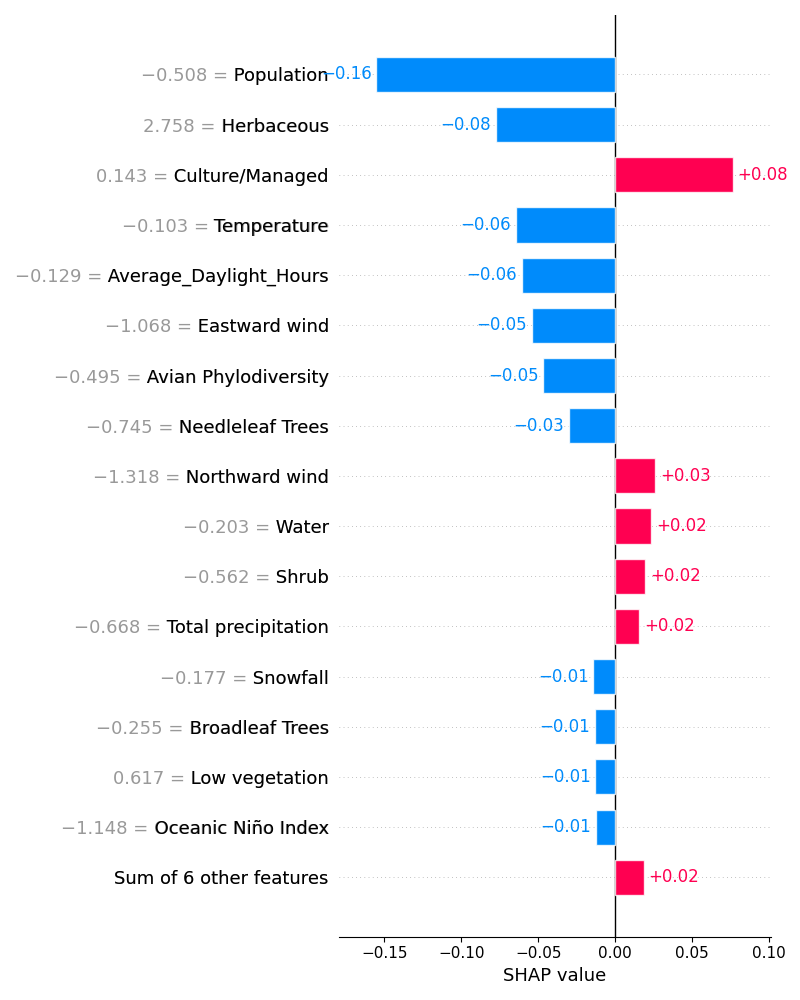 −0.508 = Population −0.16
2.758 = Herbaceous −0.08
0.143 = Culture/Managed +0.08
−0.103 = Temperature −0.06
−0.129 = Average_Daylight_Hours −0.06
−1.068 = Eastward wind −0.05
−0.495 = Avian Phylodiversity −0.05
−0.745 = Needleleaf Trees −0.03
−1.318 = Northward wind +0.03
−0.203 = Water +0.02
−0.562 = Shrub +0.02
−0.668 = Total precipitation +0.02
−0.177 = Snowfall −0.01
−0.255 = Broadleaf Trees −0.01
0.617 = Low vegetation −0.01
−1.148 = Oceanic Niño Index −0.01
Sum of 6 other features +0.02
−0.15 −0.10 −0.05 0.00 0.05 0.10
SHAP value